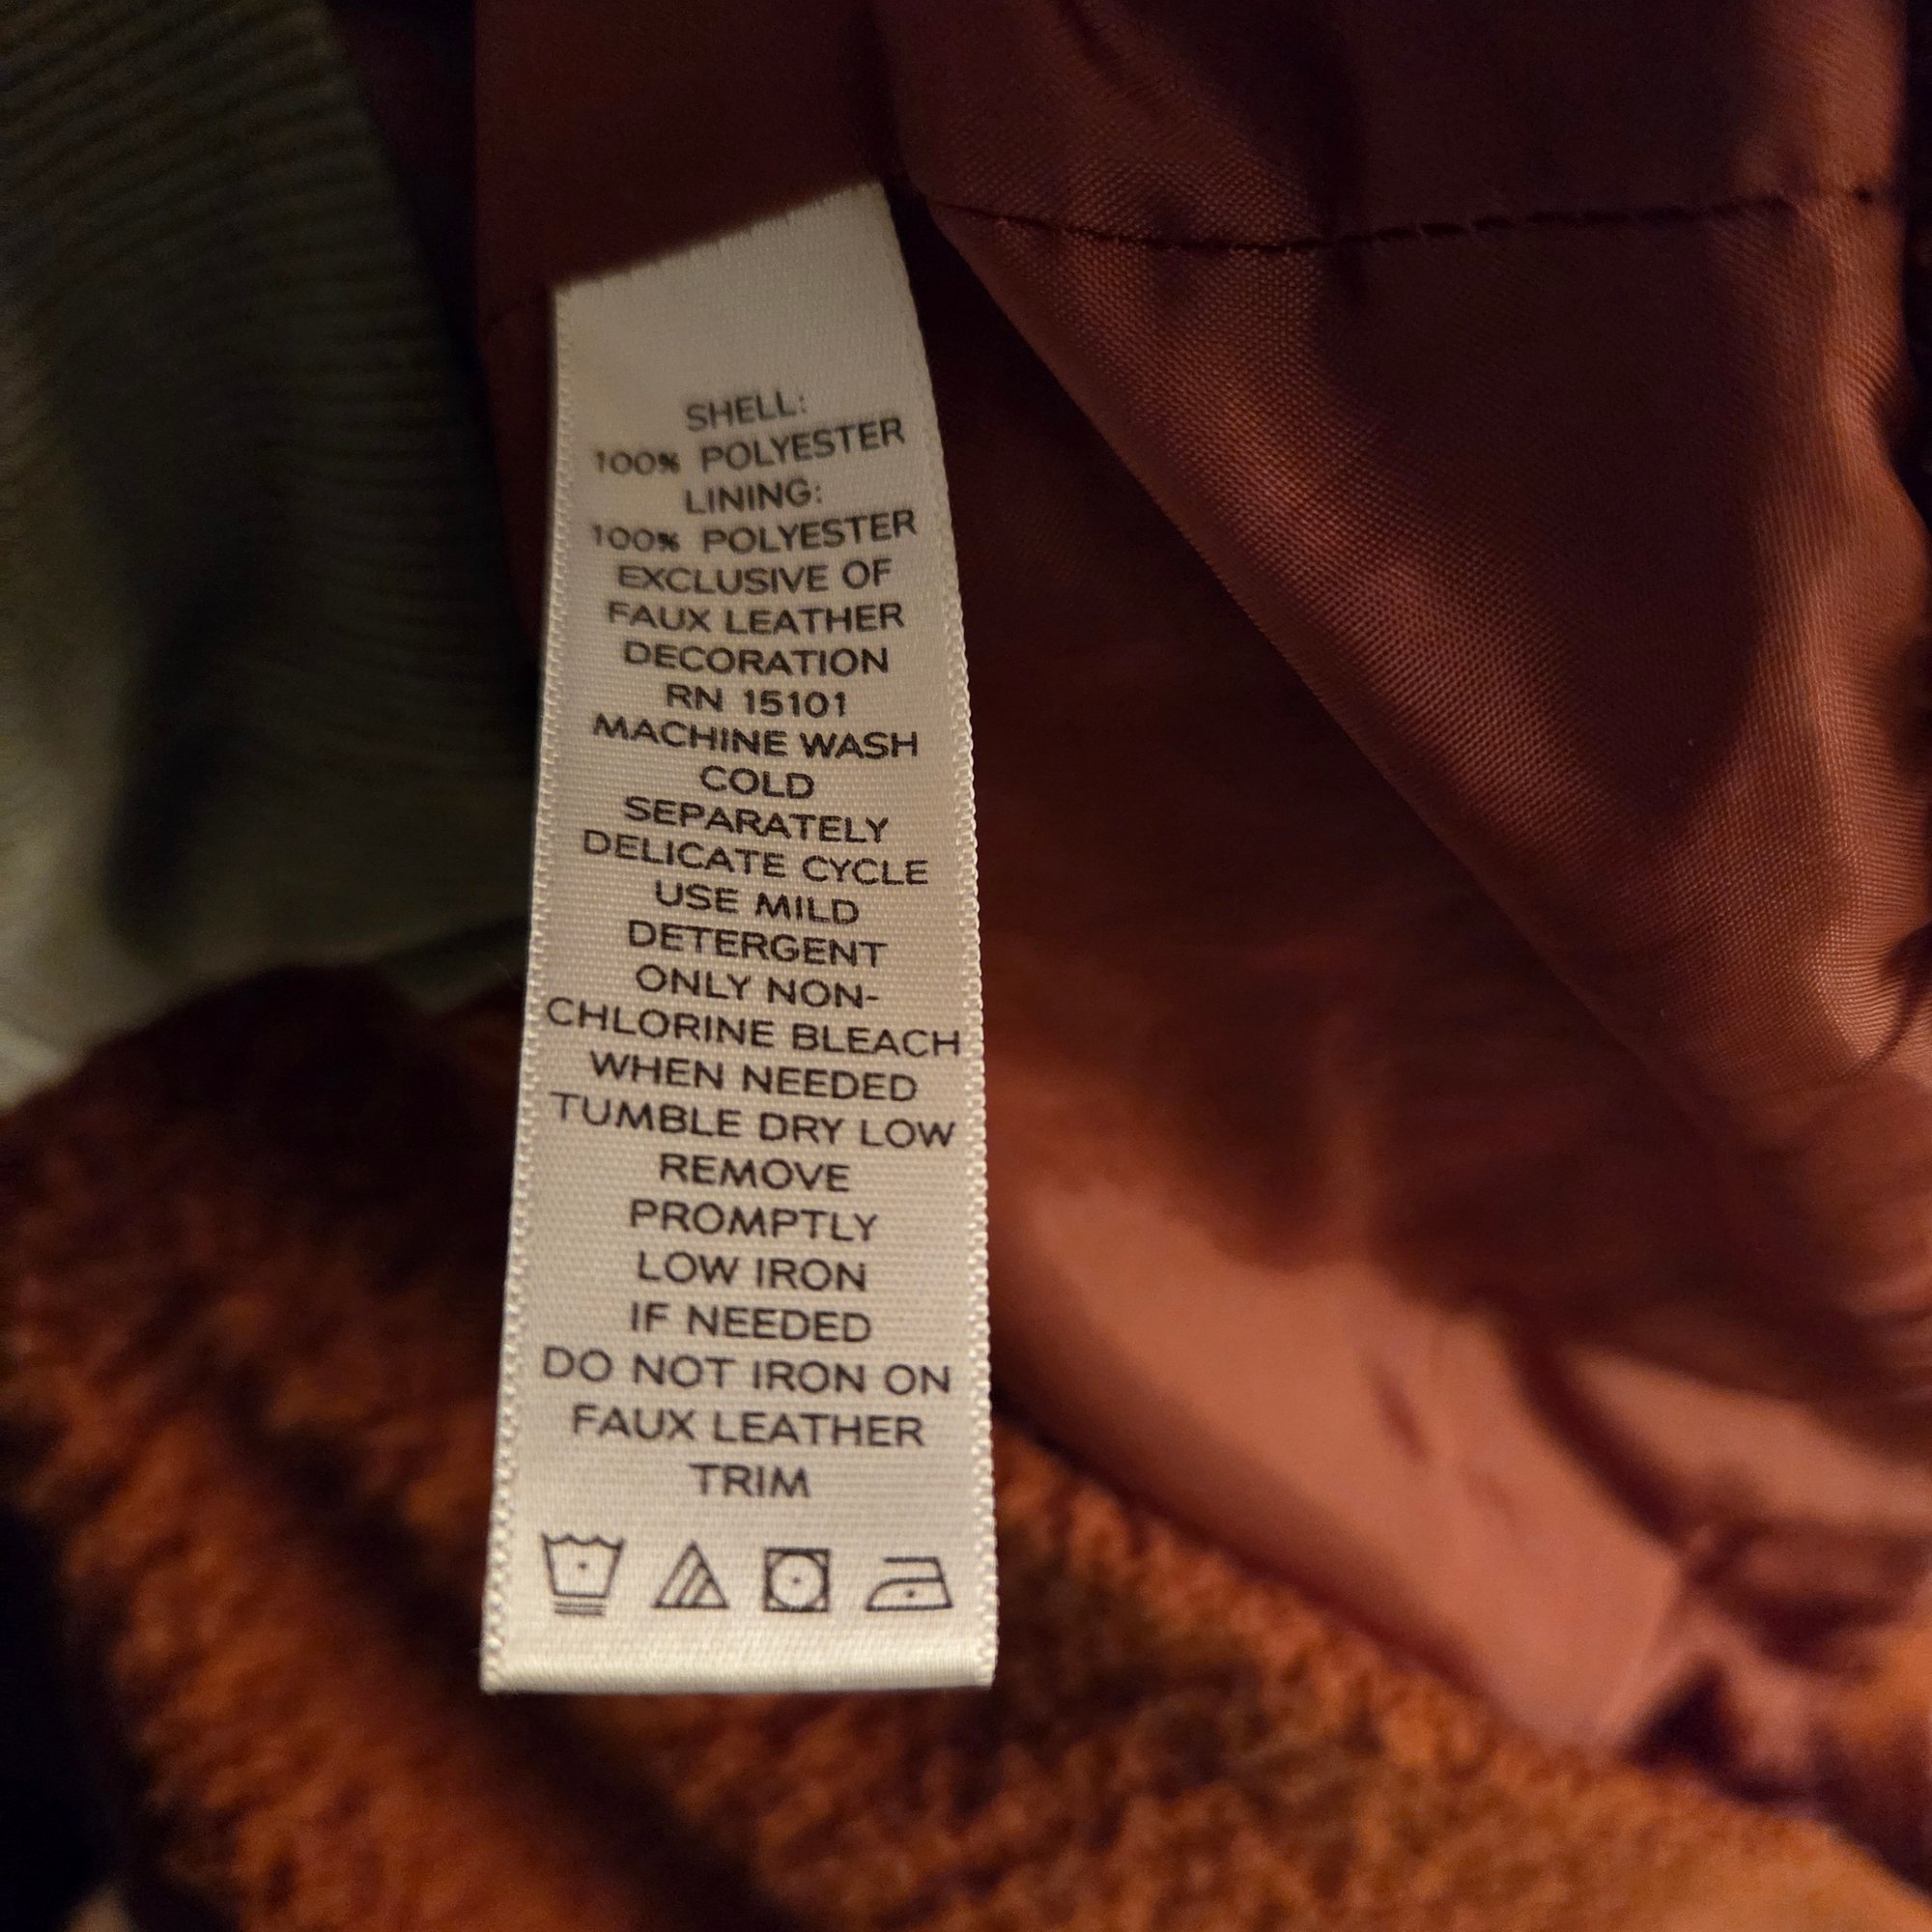 SHELL:
100% POLYESTER
LINING:
100% POLYESTER
EXCLUSIVE OF
FAUX LEATHER
DECORATION
RN 15101
MACHINE WASH
COLD
SEPARATELY
DELICATE CYCLE
USE MILD
DETERGENT
ONLY NON-
CHLORINE BLEACH
WHEN NEEDED
TUMBLE DRY LOW
REMOVE
PROMPTLY
LOW IRON
IF NEEDED
DO NOT IRON ON
FAUX LEATHER
TRIM